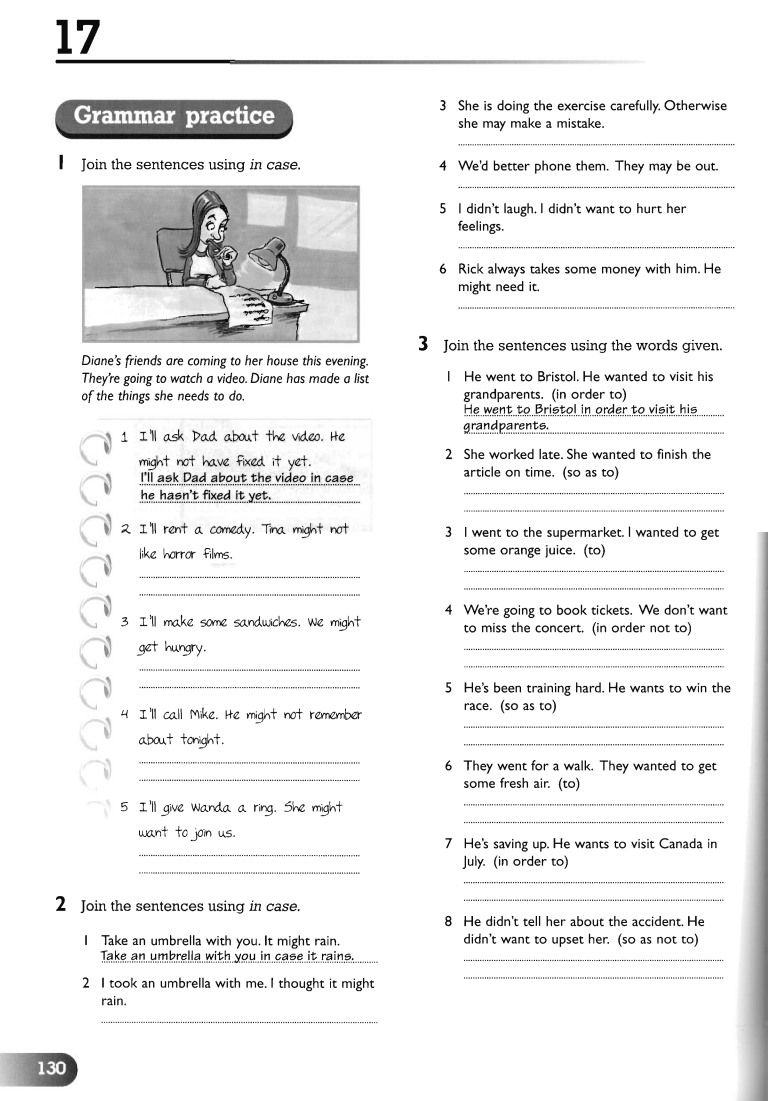 17
Grammar practice
1 Join the sentences using in case.
Diane's friends are coming to her house this evening.
They're going to watch a video. Diane has made a list
of the things she needs to do.
1 I'll ask Dad about the video. He
might not have fixed it yet.
I'll ask Dad about the video in case
he hasn't fixed it yet.
2 I'll rent a comedy. Tina might not
like horror films.
3 I'll make some sandwiches. We might
get hungry.
4 I'll call Mike. He might not remember
about tonight.
5 I'll give Wanda a ring. She might
want to join us.
2 Join the sentences using in case.
1 Take an umbrella with you. It might rain.
Take an umbrella with you in case it rains.
2 I took an umbrella with me. I thought it might
rain.
3 She is doing the exercise carefully. Otherwise
she may make a mistake.
4 We'd better phone them. They may be out.
5 I didn't laugh. I didn't want to hurt her
feelings.
6 Rick always takes some money with him. He
might need it.
3 Join the sentences using the words given.
1 He went to Bristol. He wanted to visit his
grandparents. (in order to)
He went to Bristol in order to visit his
grandparents.
2 She worked late. She wanted to finish the
article on time. (so as to)
3 I went to the supermarket. I wanted to get
some orange juice. (to)
4 We're going to book tickets. We don't want
to miss the concert. (in order not to)
5 He's been training hard. He wants to win the
race. (so as to)
6 They went for a walk. They wanted to get
some fresh air. (to)
7 He's saving up. He wants to visit Canada in
July. (in order to)
8 He didn't tell her about the accident. He
didn't want to upset her. (so as not to)
130